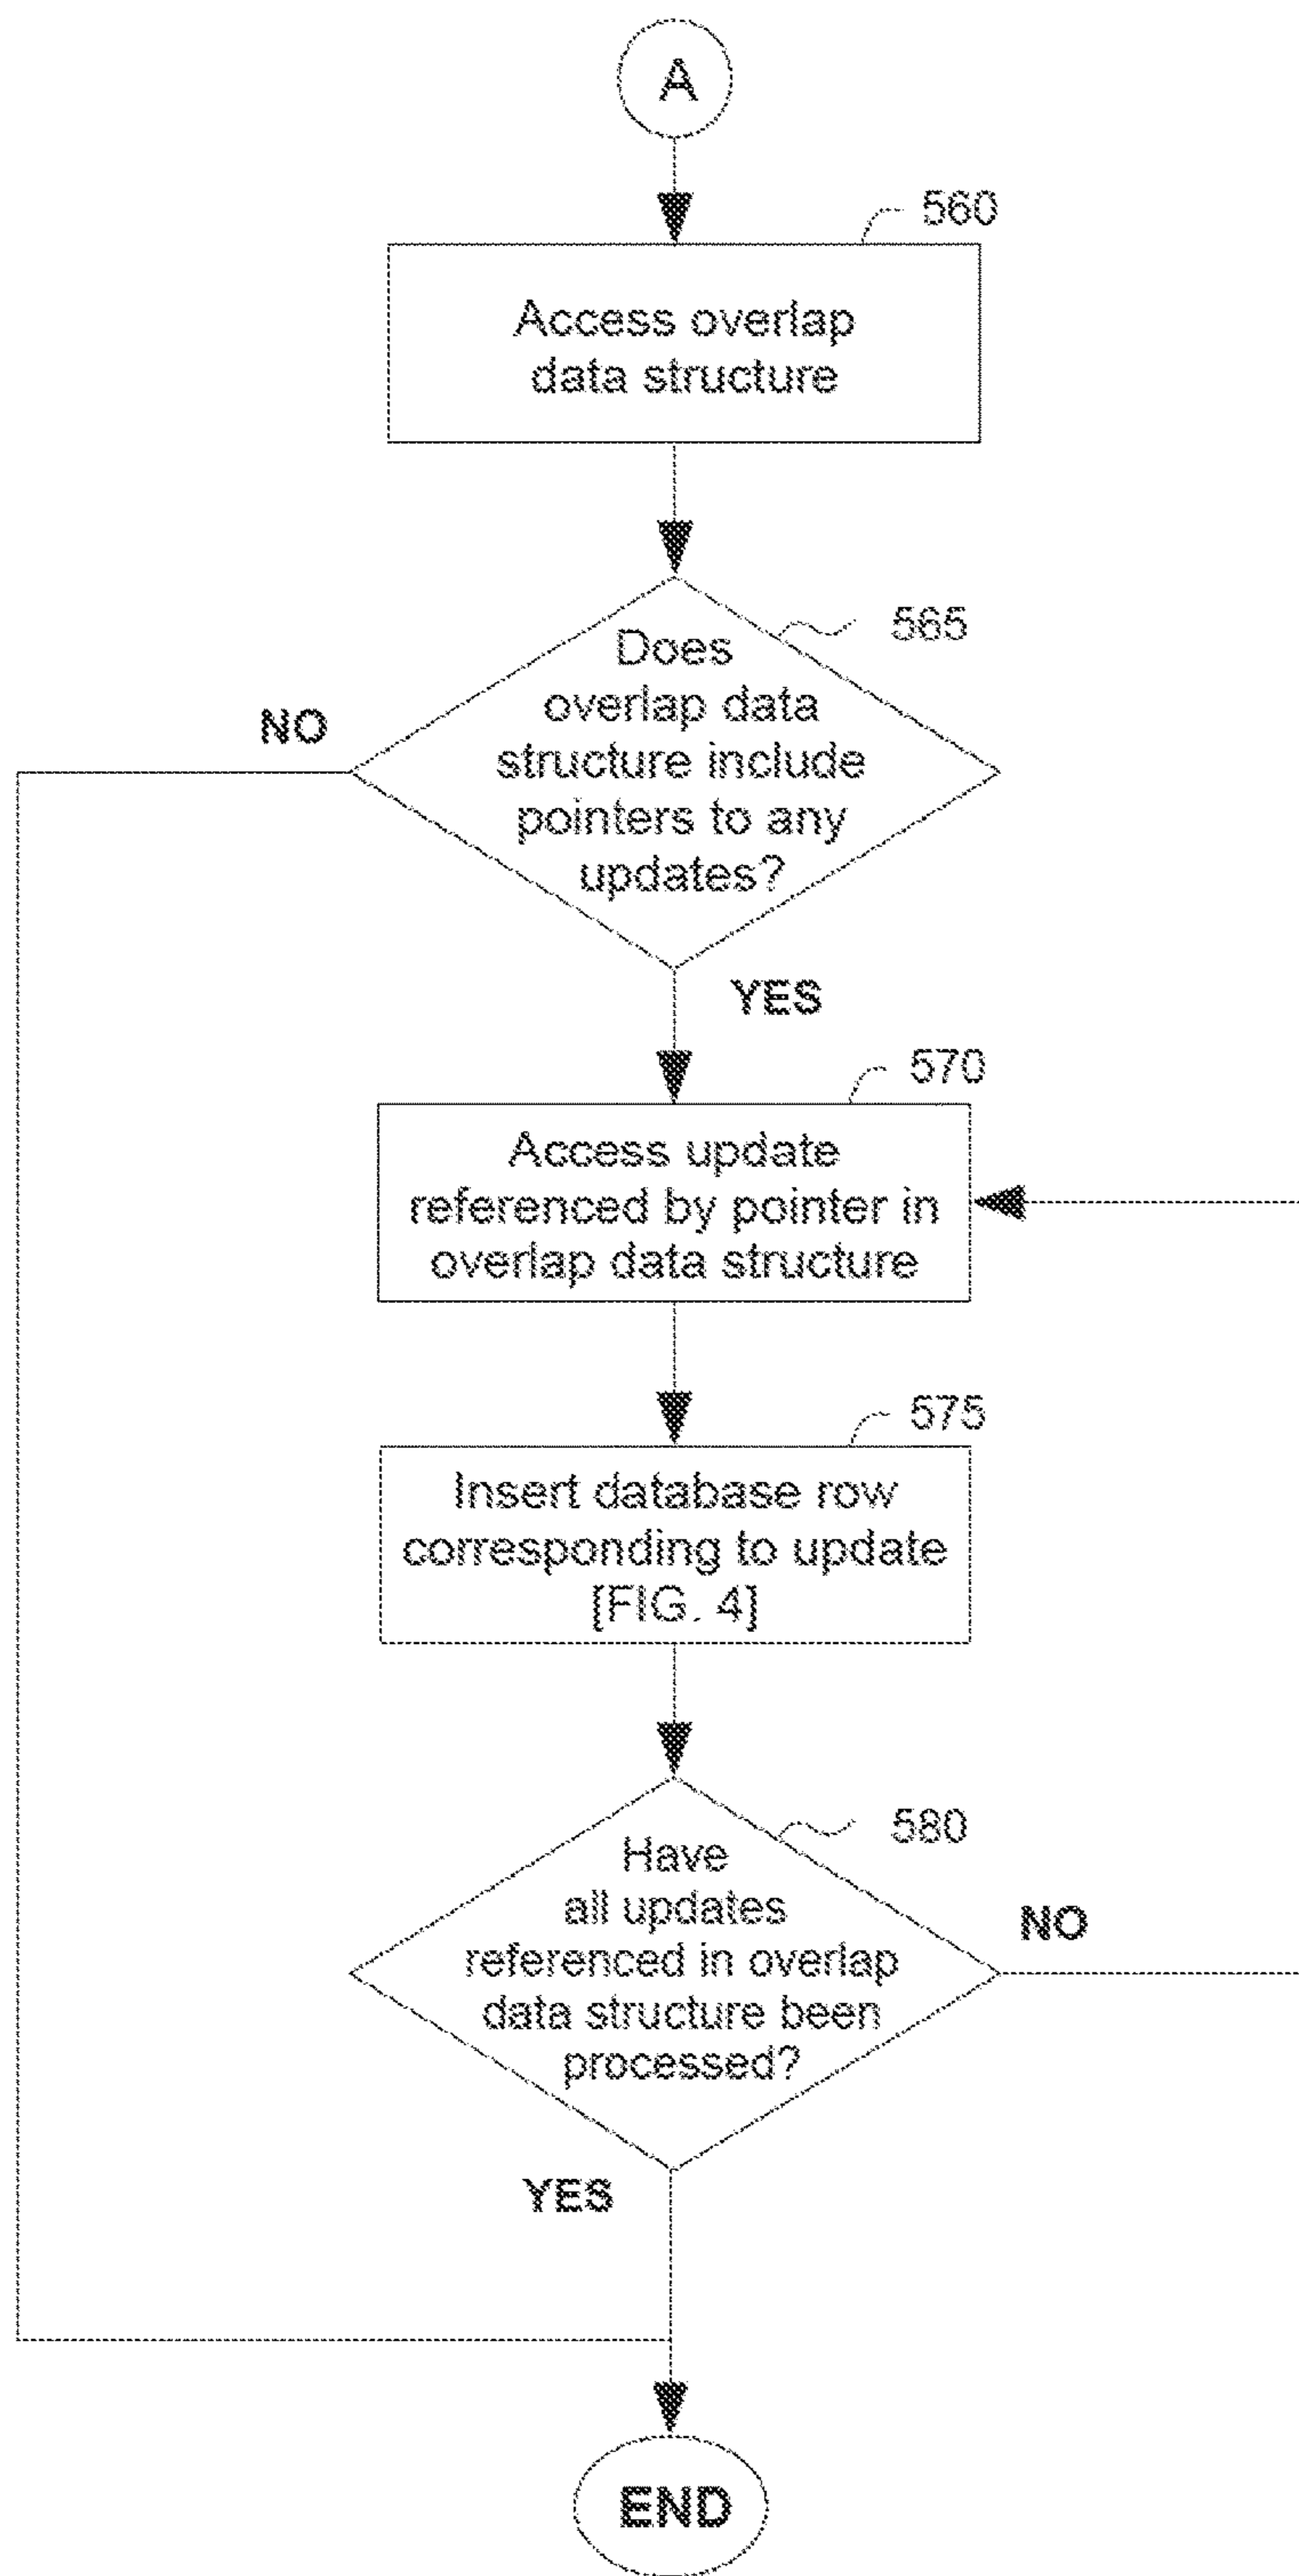 A
560
Access overlap
data structure
565
Does
overlap data
structure include
pointers to any
updates?
NO
YES
570
Access update
referenced by pointer in
overlap data structure
575
Insert database row
corresponding to update
[FIG. 4]
580
Have
all updates
referenced in overlap
data structure been
processed?
NO
YES
END